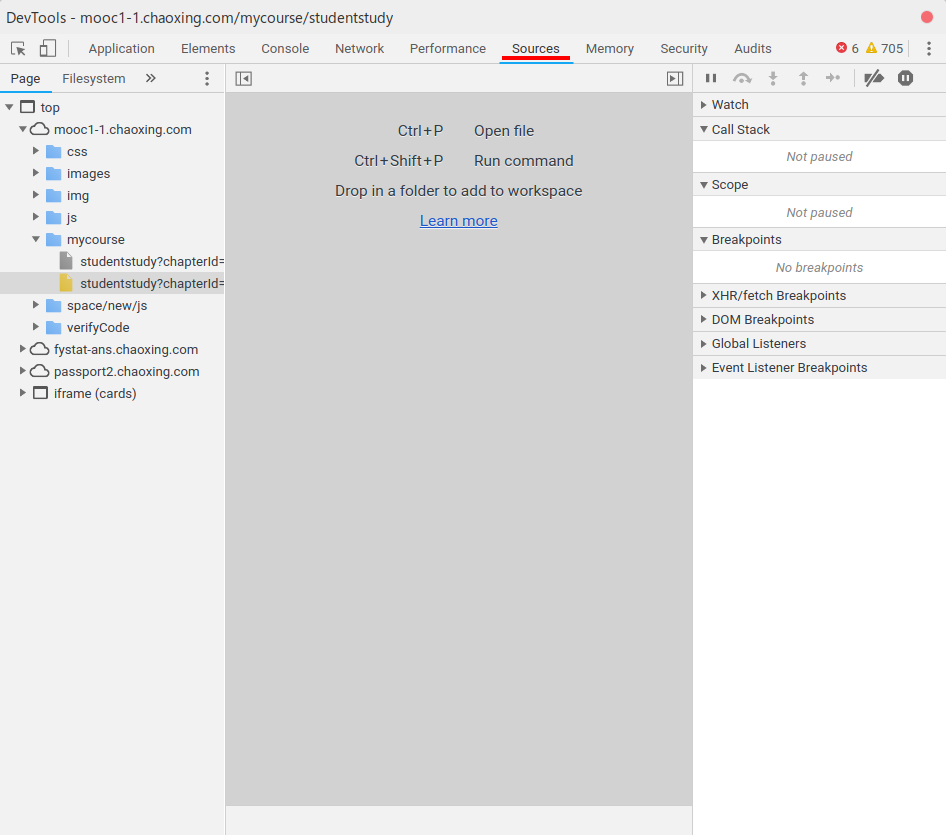 DevTools - mooc1-1.chaoxing.com/mycourse/studentstudy
Application Elements Console Network Performance Sources Memory Security Audits 6 705
Page Filesystem »
top
mooc1-1.chaoxing.com
css
images
img
js
mycourse
studentstudy?chapterId=
studentstudy?chapterId=
space/new/js
verifyCode
fystat-ans.chaoxing.com
passport2.chaoxing.com
iframe (cards)
Ctrl+P Open file
Ctrl+Shift+P Run command
Drop in a folder to add to workspace
Learn more
Watch
Call Stack
Not paused
Scope
Not paused
Breakpoints
No breakpoints
XHR/fetch Breakpoints
DOM Breakpoints
Global Listeners
Event Listener Breakpoints